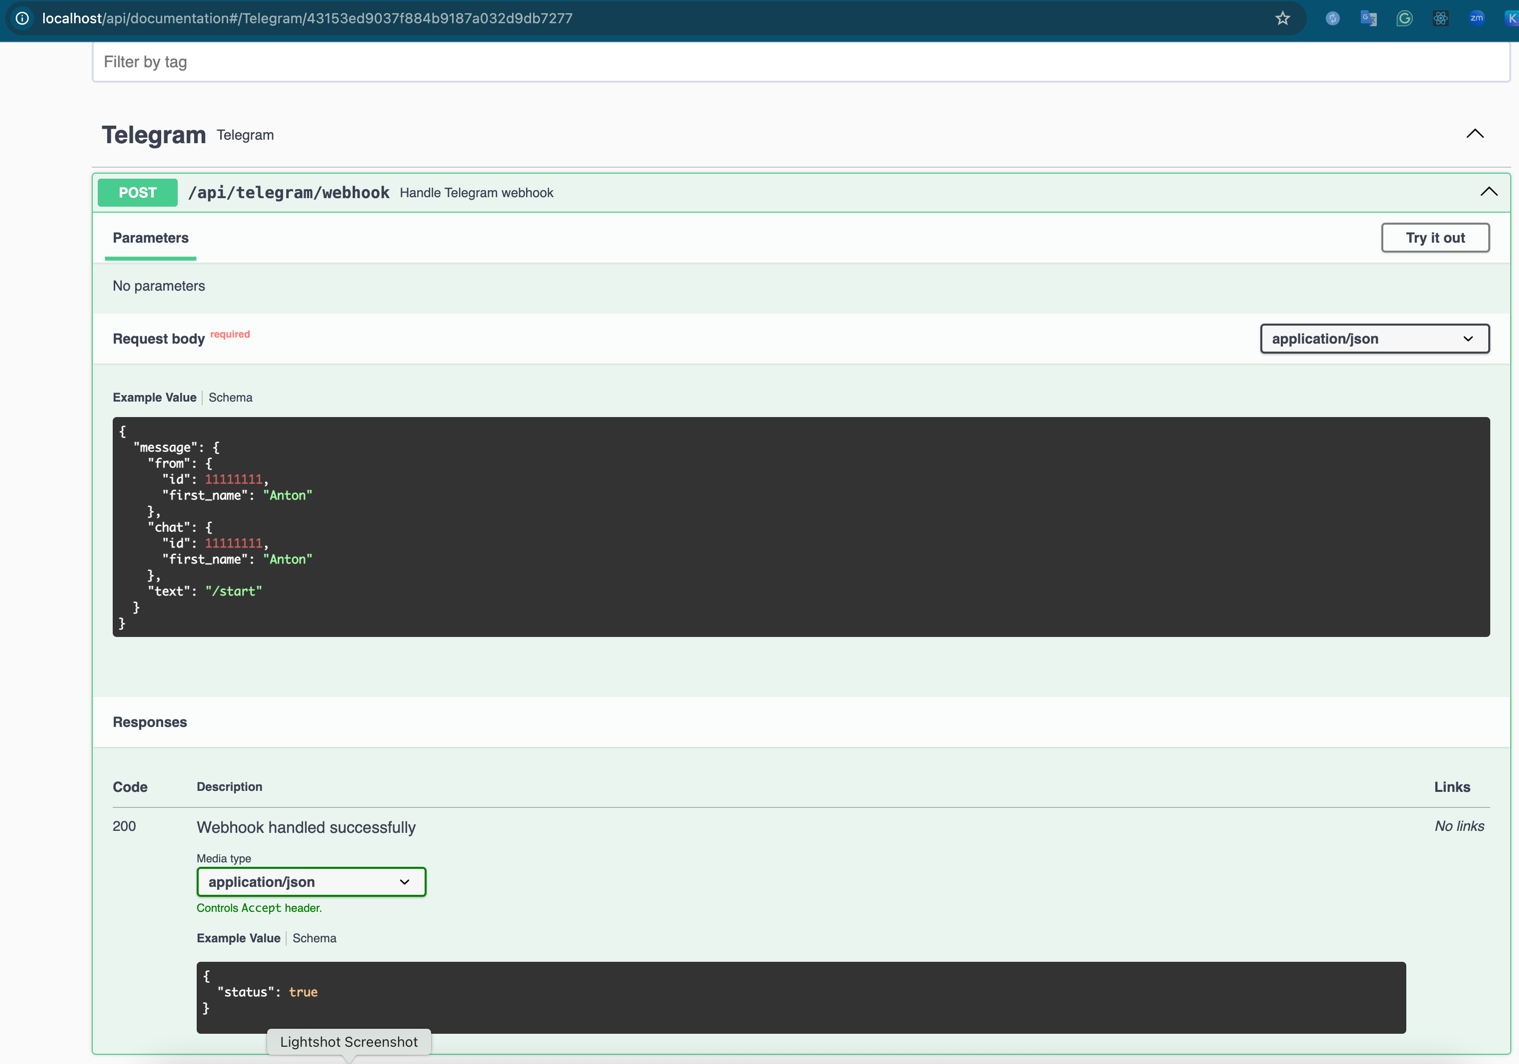 localhost/api/documentation#/Telegram/43153ed9037f884b9187a032d9db7277
zm
K
Filter by tag
Telegram Telegram
POST /api/telegram/webhook Handle Telegram webhook
Parameters Try it out
No parameters
Request body required application/json
Example Value Schema
{
"message": {
"from": {
"id": 11111111,
"first_name": "Anton"
},
"chat": {
"id": 11111111,
"first_name": "Anton"
},
"text": "/start"
}
}
Responses
Code Description Links
200 Webhook handled successfully No links
Media type
application/json
Controls Accept header.
Example Value Schema
{
"status": true
}
Lightshot Screenshot